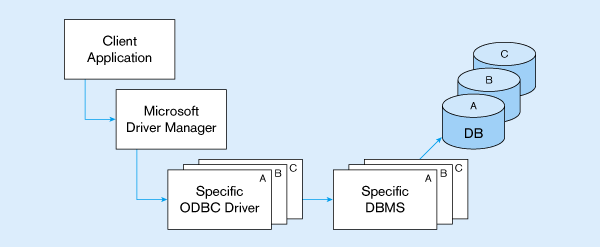 Client
Application
Microsoft
Driver Manager
Specific
ODBC Driver
A
B
C
Specific
DBMS
A
B
C
C
B
A
DB